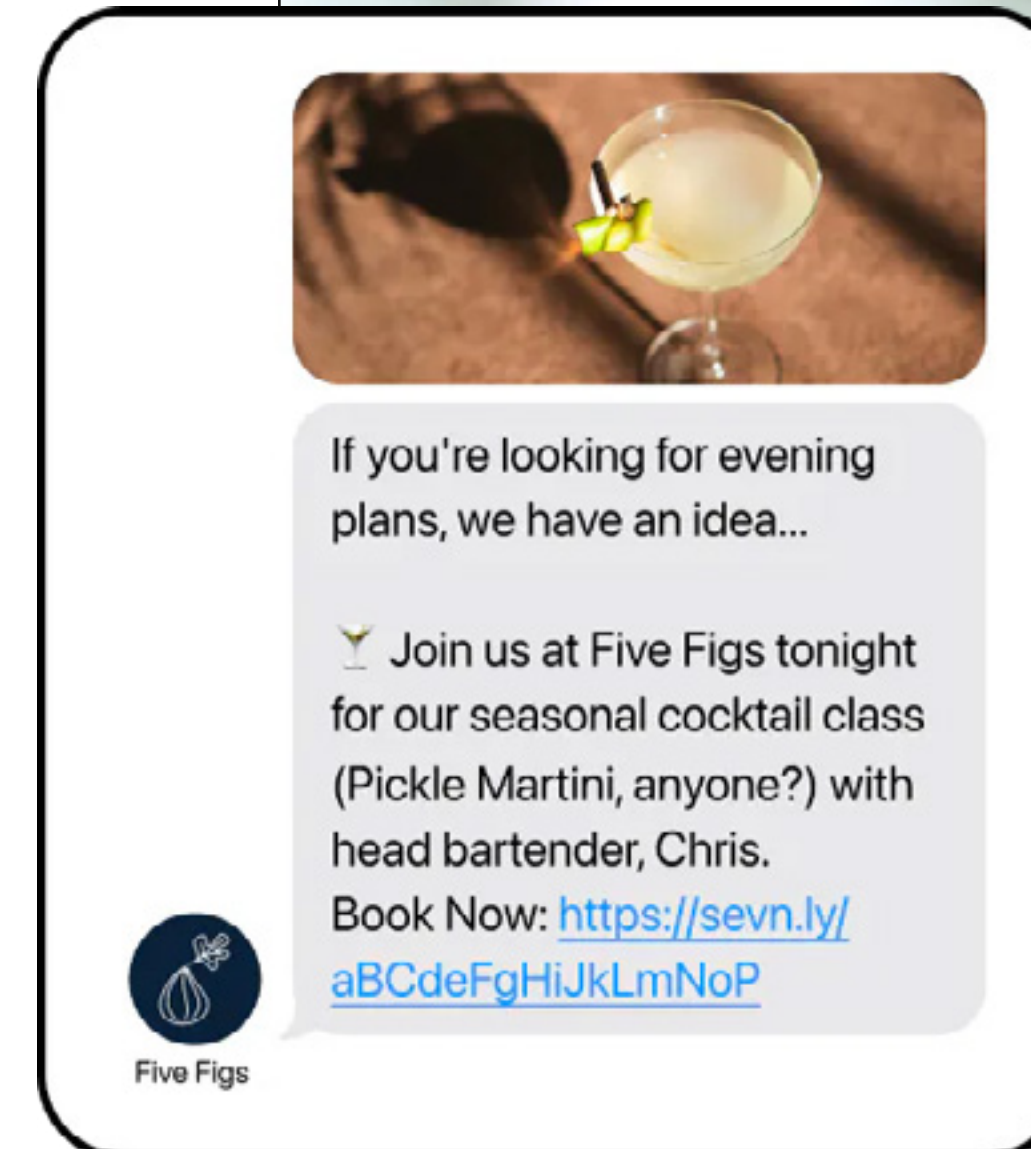 If you're looking for evening
plans, we have an idea...
🍸 Join us at Five Figs tonight
for our seasonal cocktail class
(Pickle Martini, anyone?) with
head bartender, Chris.
Book Now: https://sevn.ly/
aBCdeFgHiJkLmNoP
Five Figs